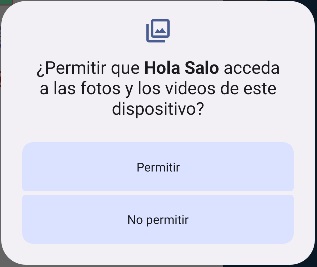 ¿Permitir que Hola Salo acceda
a las fotos y los videos de este
dispositivo?
Permitir
No permitir